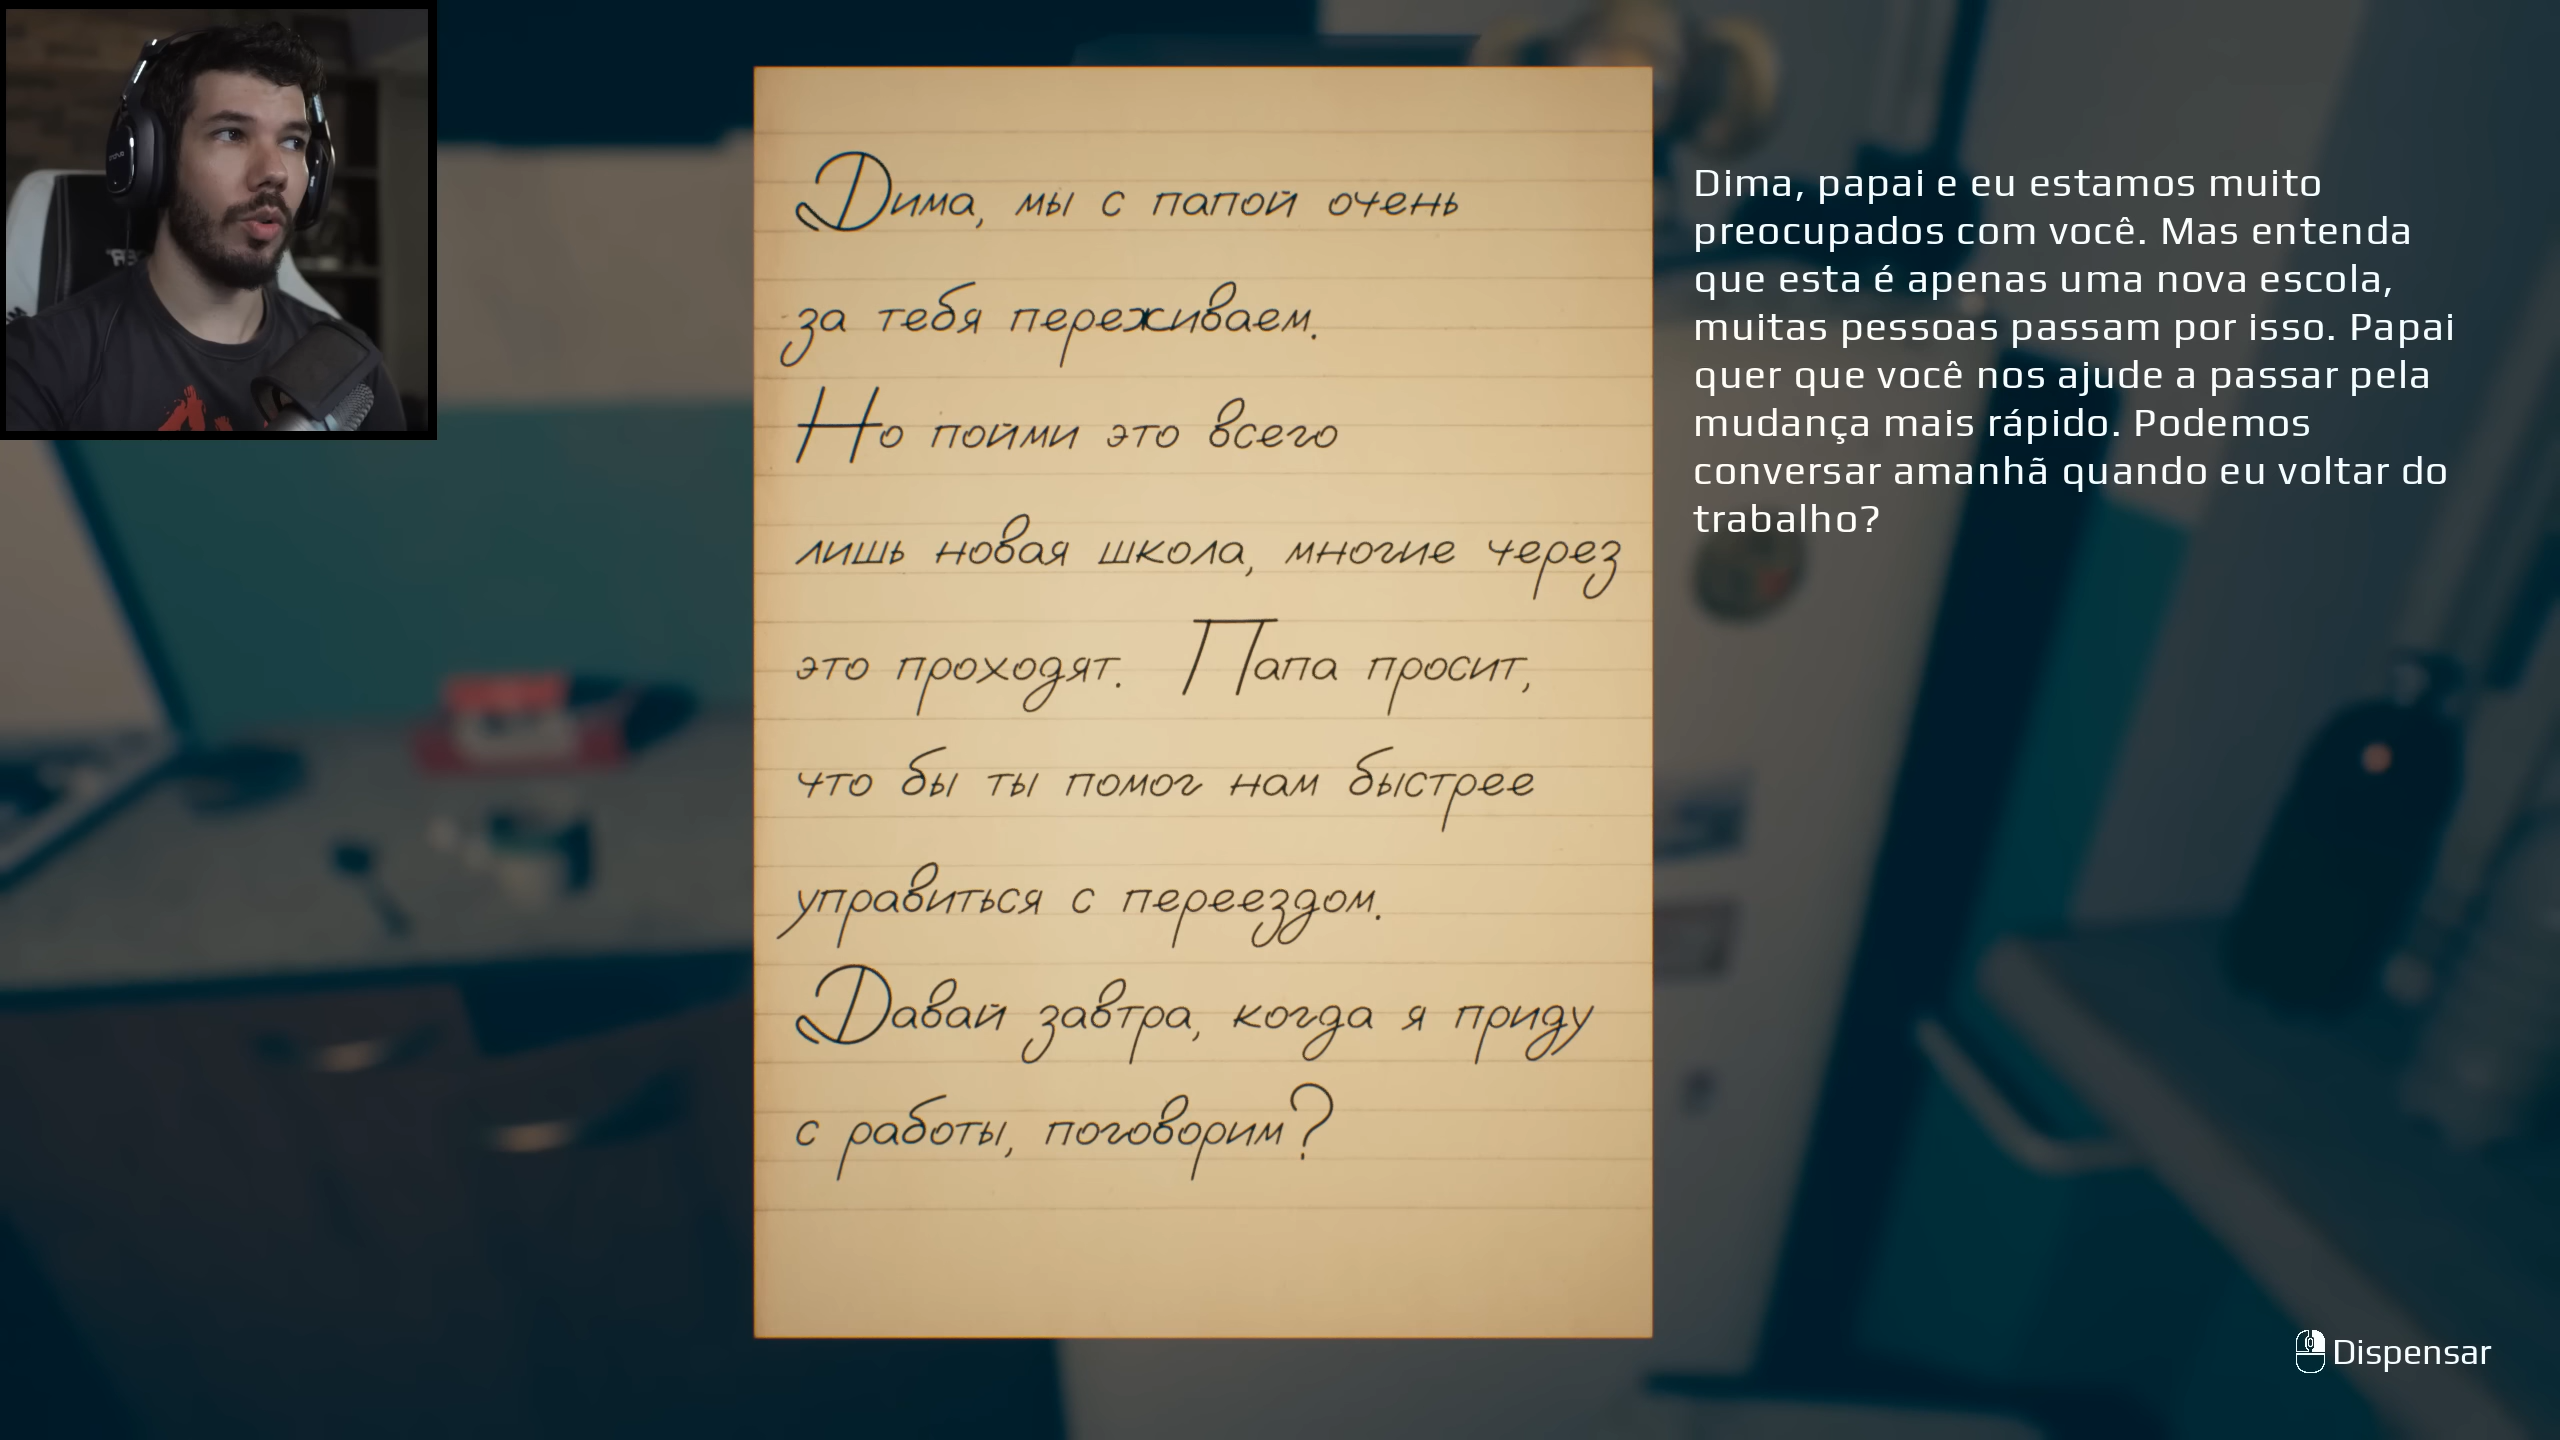 Дима, мы с папой очень
за тебя переживаем.
Но пойми это всего
лишь новая школа, многие через
это проходят. Папа просит,
что бы ты помог нам быстрее
управиться с переездом.
Давай завтра, когда я приду
с работы, поговорим?
Dima, papai e eu estamos muito
preocupados com você. Mas entenda
que esta é apenas uma nova escola,
muitas pessoas passam por isso. Papai
quer que você nos ajude a passar pela
mudança mais rápido. Podemos
conversar amanhã quando eu voltar do
trabalho?
Dispensar